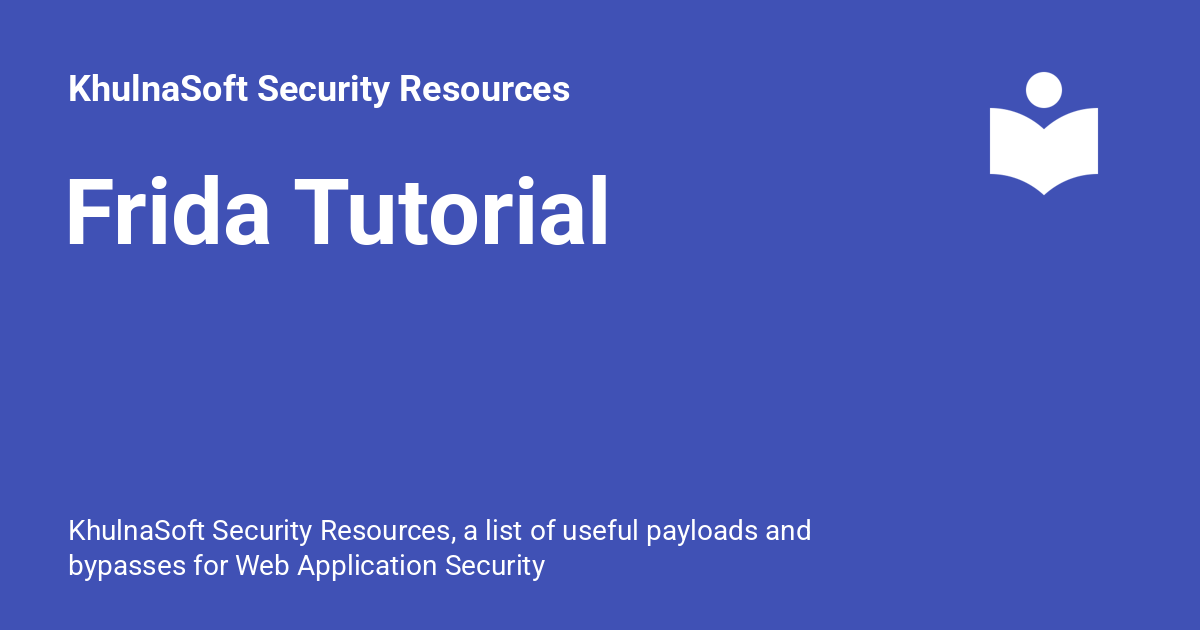 KhulnaSoft Security Resources
Frida Tutorial
KhulnaSoft Security Resources, a list of useful payloads and
bypasses for Web Application Security